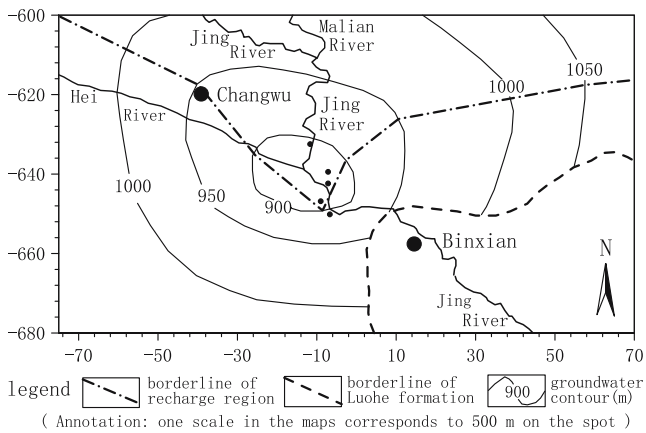 -600
-620
-640
-660
-680
-70
-50
-30
-10
10
30
50
70
Jing
River
Malian
River
Hei
River
Changwu
Jing
River
1000
950
900
1000
1050
Binxian
Jing
River
N
legend
borderline of
recharge region
borderline of
Luohe formation
900
groundwater
contour(m)
( Annotation: one scale in the maps corresponds to 500 m on the spot )